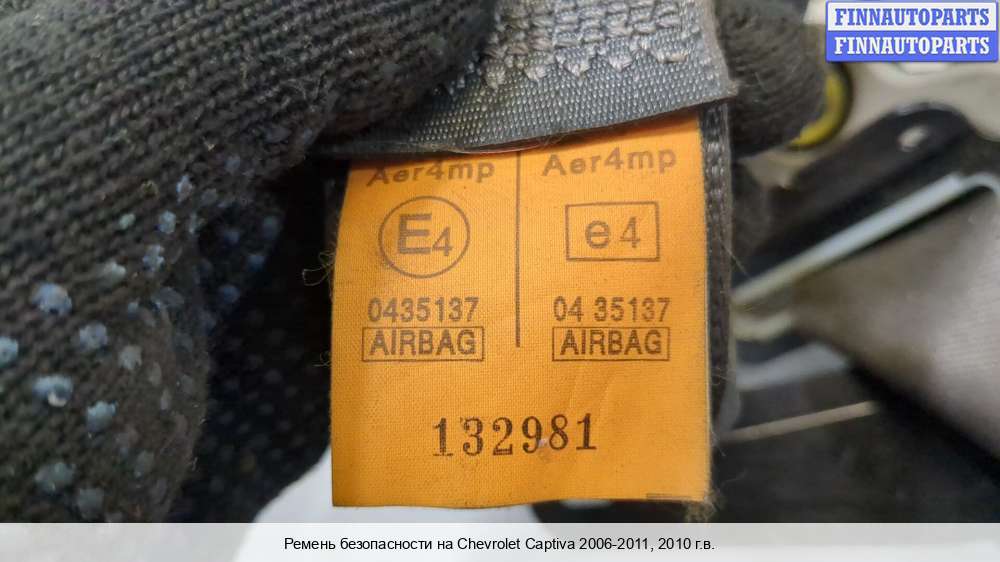 FINNAUTOPARTS
FINNAUTOPARTS
Aer4mp Aer4mp
E4 e4
0435137 04 35137
AIRBAG AIRBAG
132981
Ремень безопасности на Chevrolet Captiva 2006-2011, 2010 г.в.